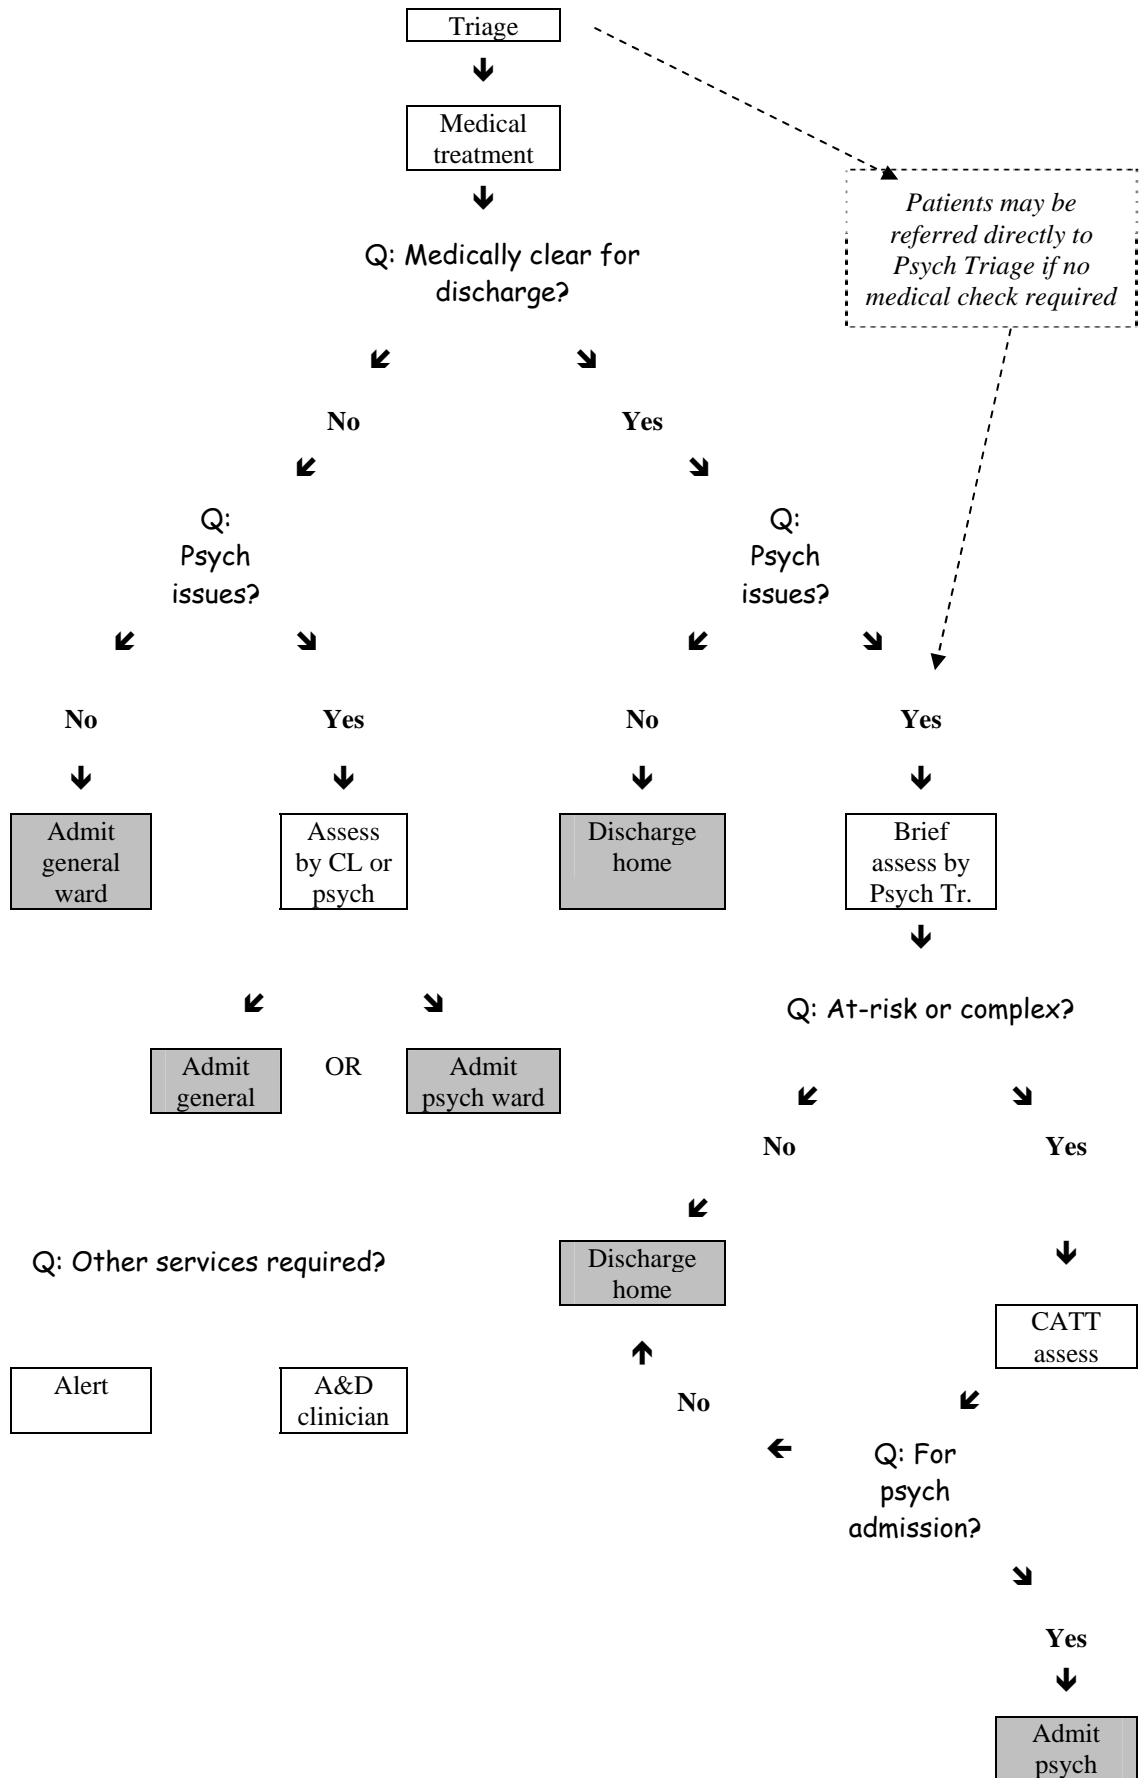 Triage
Medical
treatment
Patients may be
referred directly to
Psych Triage if no
medical check required
Q: Medically clear for
discharge?
No
Yes
Q:
Psych
issues?
Q:
Psych
issues?
No
Yes
No
Yes
Admit
general
ward
Assess
by CL or
psych
Discharge
home
Brief
assess by
Psych Tr.
Q: At-risk or complex?
Admit
general
OR
Admit
psych ward
No
Yes
Q: Other services required?
Discharge
home
CATT
assess
Alert
A&D
clinician
No
Q: For
psych
admission?
Yes
Admit
psych